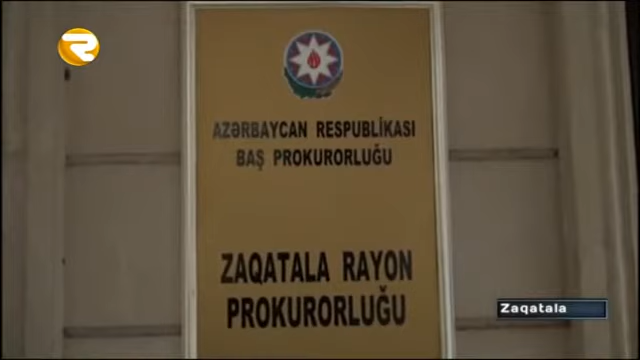 AZƏRBAYCAN RESPUBLİKASI
BAŞ PROKURORLUĞU
ZAQATALA RAYON
PROKURORLUĞU
Zaqatala